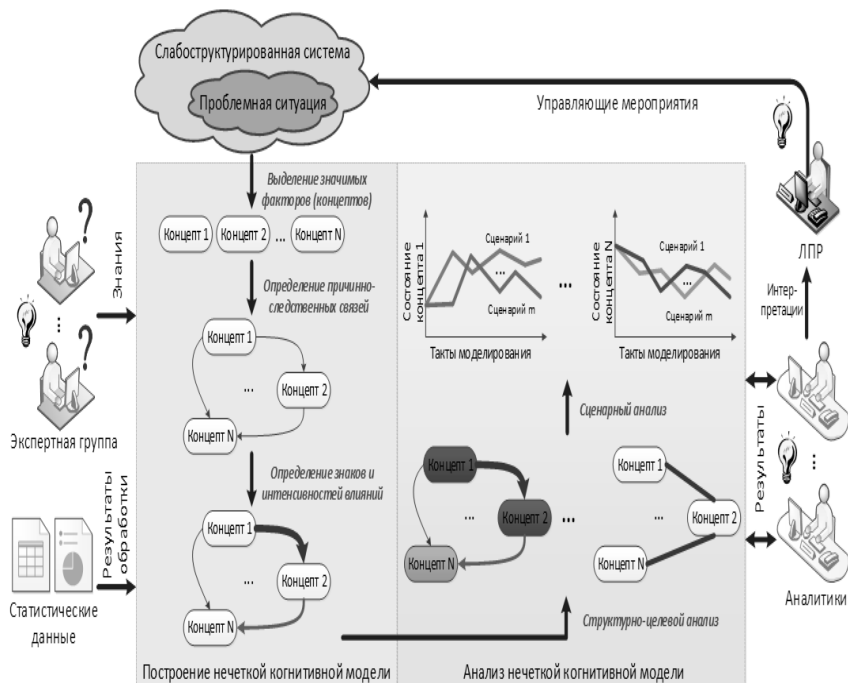 Слабоструктурированная система
Проблемная ситуация
Управляющие мероприятия
Выделение значимых
факторов (концептов)
Концепт 1
Концепт 2
...
Концепт N
Определение причинно-
следственных связей
Концепт 1
...
Концепт 2
Концепт N
Определение знаков и
интенсивностей влияний
Концепт 1
...
Концепт 2
Концепт N
Построение нечеткой когнитивной модели
?
...
?
Знания
Экспертная группа
Результаты
обработки
Статистические
данные
Состояние
концепта 1
Сценарий 1
...
Сценарий m
Такты моделирования
...
Состояние
концепта N
Сценарий 1
...
Сценарий m
Такты моделирования
Сценарный анализ
Концепт 1
...
Концепт 2
Концепт N
...
Концепт 1
...
Концепт 2
Концепт N
Структурно-целевой анализ
Анализ нечеткой когнитивной модели
ЛПР
Интер-
претации
Результаты
...
Аналитики